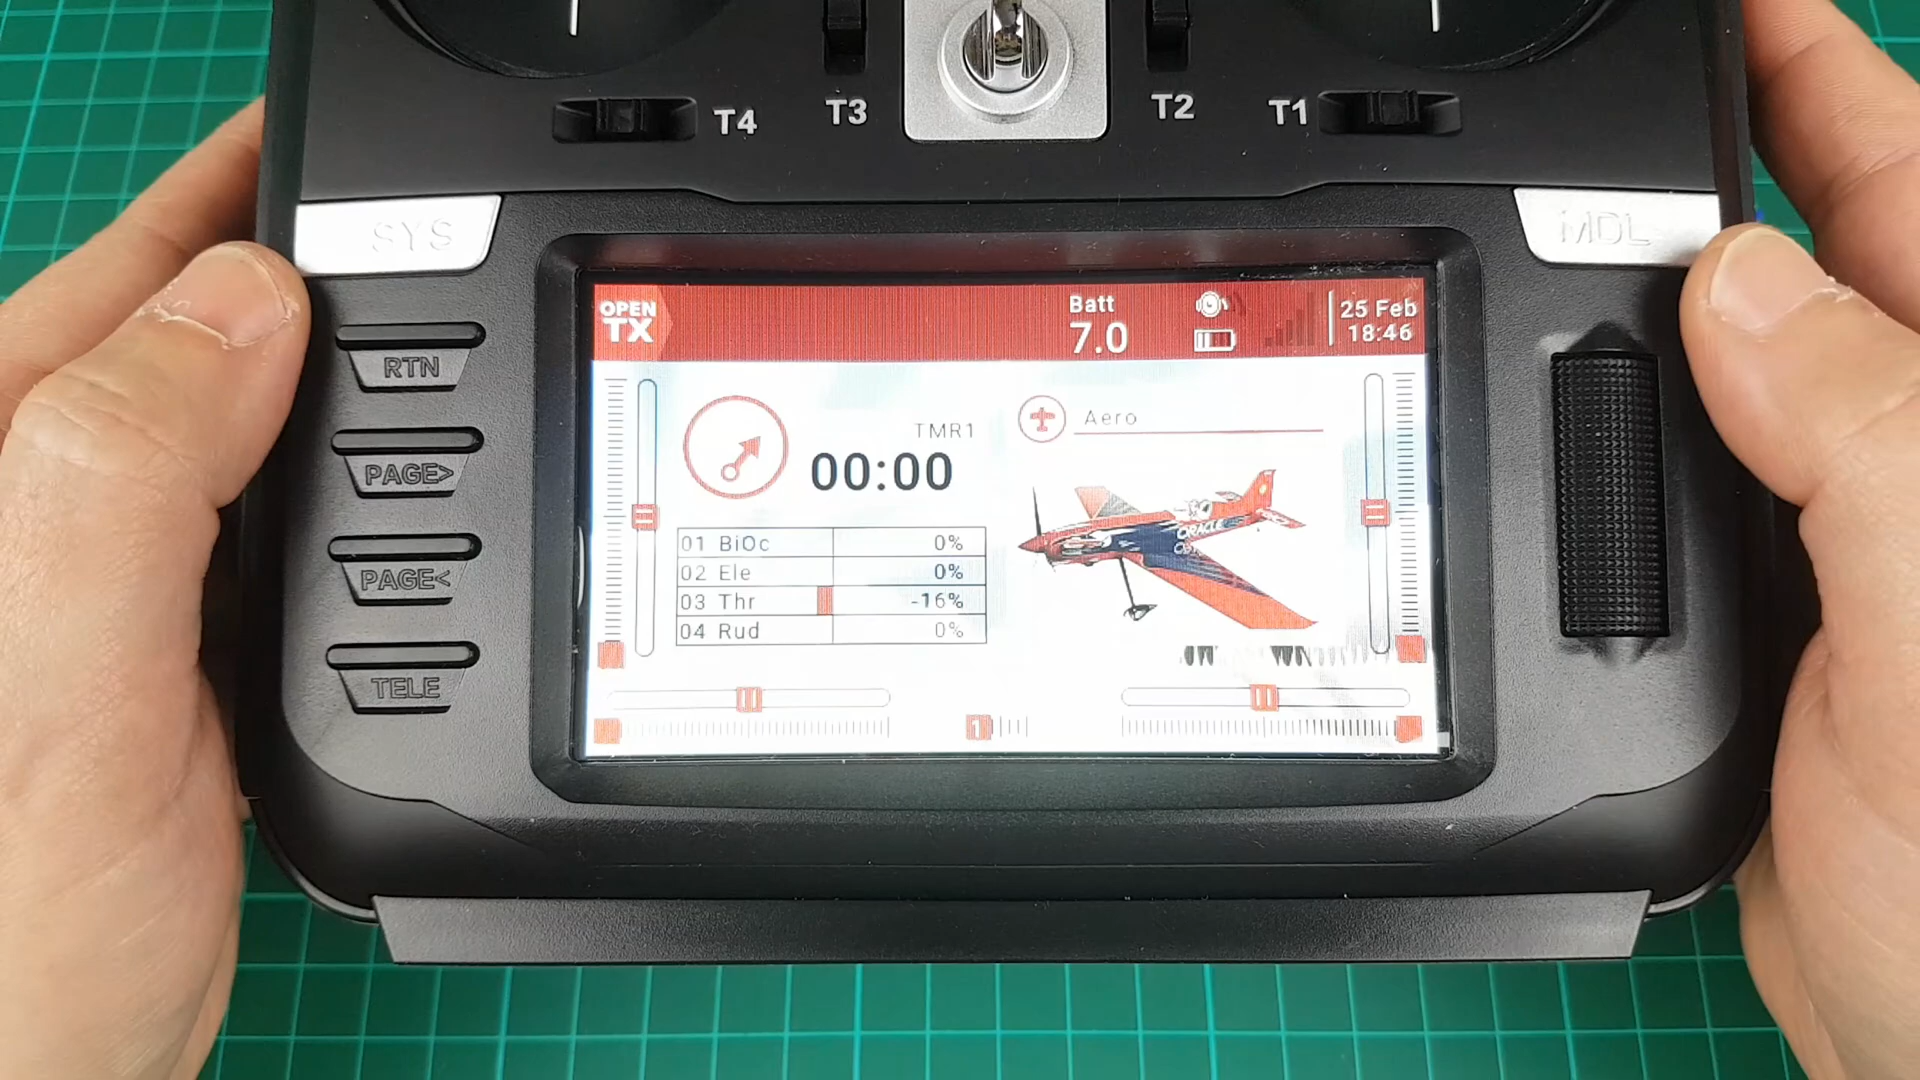 T4 T3 T2 T1
SYS
MDL
RTN
PAGE>
PAGE<
TELE
OPEN
TX
Batt
7.0
25 Feb
18:46
TMR1
00:00
Aero
01 BiOc 0%
02 Ele 0%
03 Thr -16%
04 Rud 0%
ORACLE
1